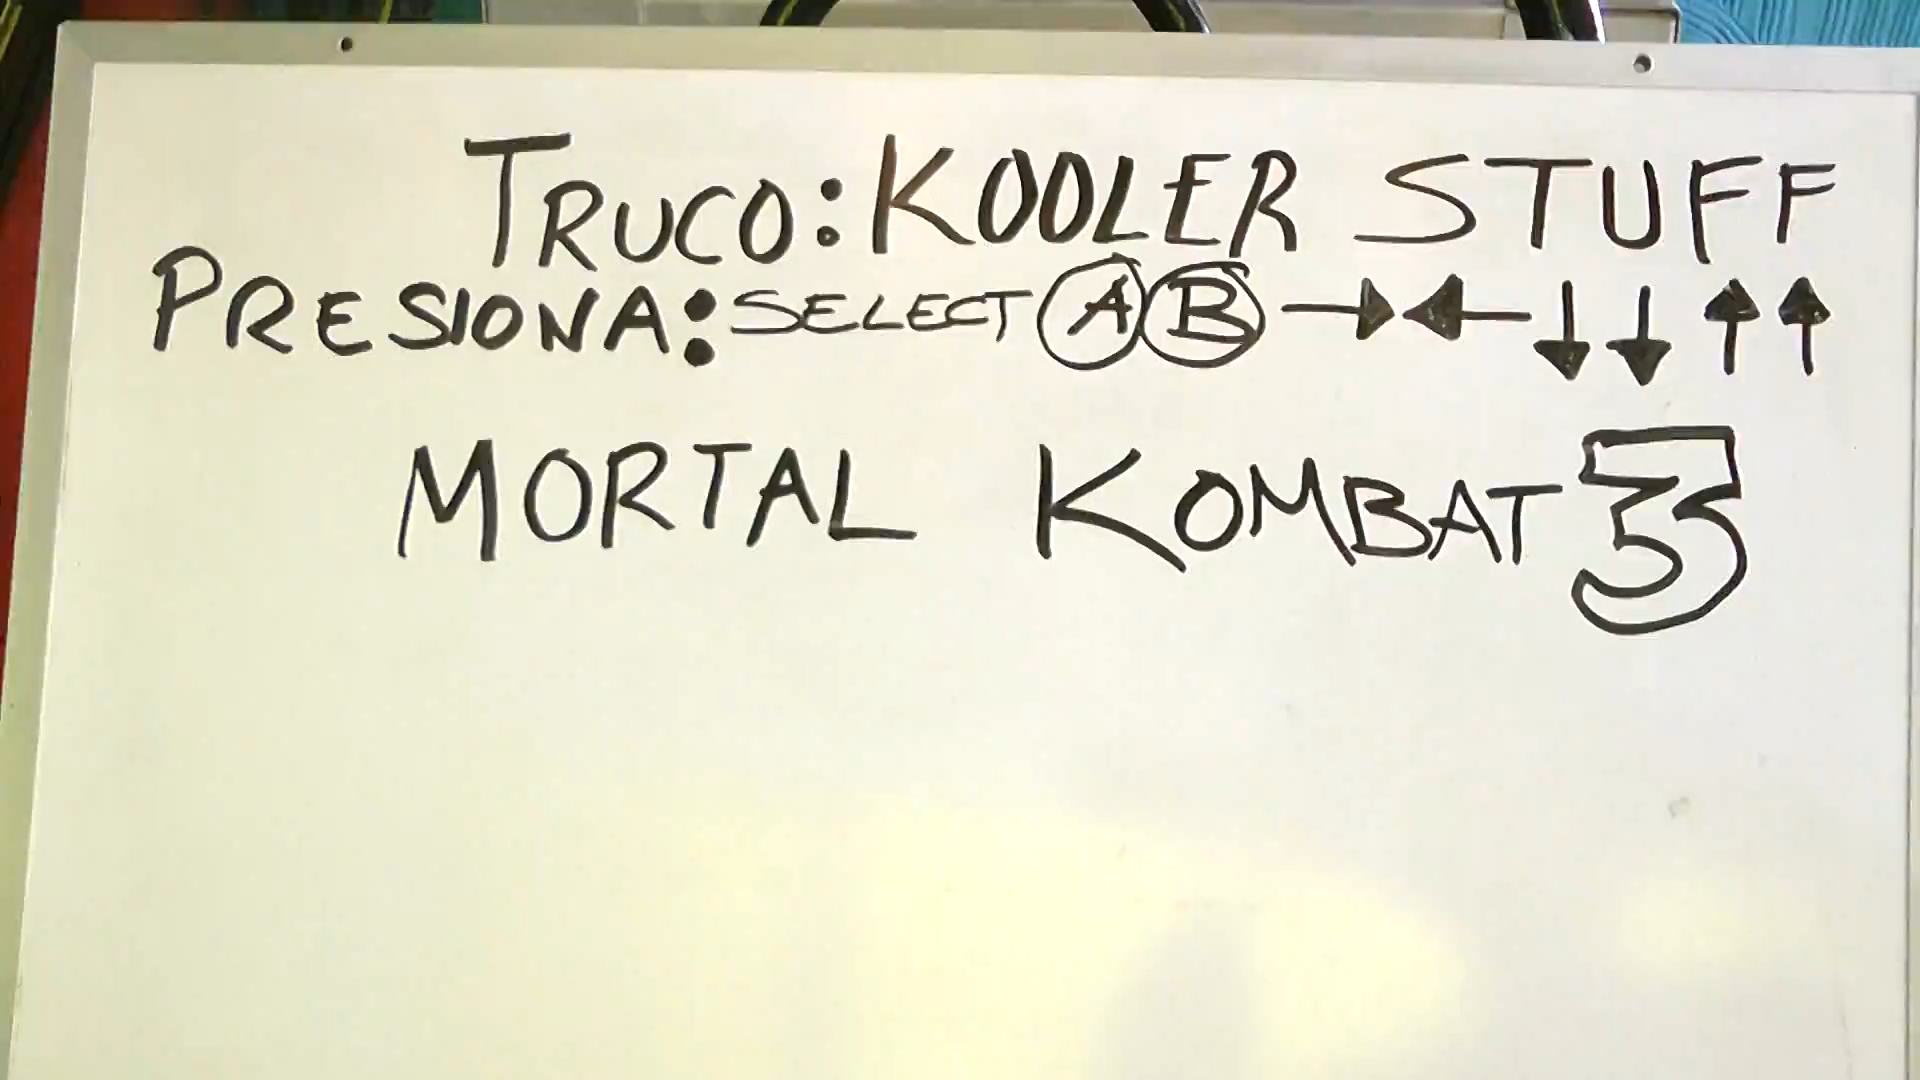 TRUCO: KOOLER STUFF
PRESIONA: SELECT A B → ← ↓ ↓ ↑ ↑
MORTAL KOMBAT 3